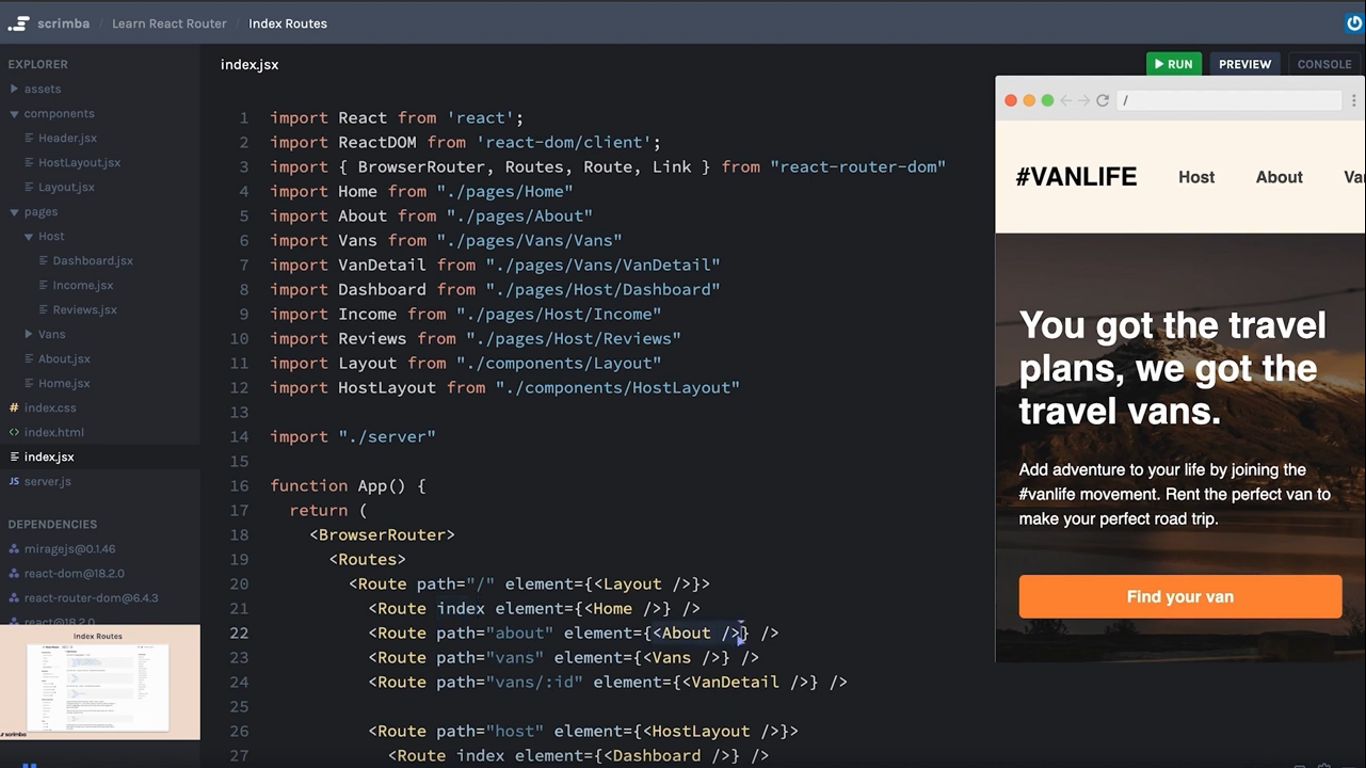 scrimba / Learn React Router / Index Routes
EXPLORER
assets
components
Header.jsx
HostLayout.jsx
Layout.jsx
pages
Host
Dashboard.jsx
Income.jsx
Reviews.jsx
Vans
About.jsx
Home.jsx
# index.css
<> index.html
index.jsx
JS server.js
DEPENDENCIES
miragejs@0.1.46
react-dom@18.2.0
react-router-dom@6.4.3
react@18.2.0
Index Routes
scrimba
index.jsx
RUN PREVIEW CONSOLE
1 import React from 'react';
2 import ReactDOM from 'react-dom/client';
3 import { BrowserRouter, Routes, Route, Link } from "react-router-dom"
4 import Home from "./pages/Home"
5 import About from "./pages/About"
6 import Vans from "./pages/Vans/Vans"
7 import VanDetail from "./pages/Vans/VanDetail"
8 import Dashboard from "./pages/Host/Dashboard"
9 import Income from "./pages/Host/Income"
10 import Reviews from "./pages/Host/Reviews"
11 import Layout from "./components/Layout"
12 import HostLayout from "./components/HostLayout"
13
14 import "./server"
15
16 function App() {
17 return (
18 <BrowserRouter>
19 <Routes>
20 <Route path="/" element={<Layout />}>
21 <Route index element={<Home />} />
22 <Route path="about" element={<About />} />
23 <Route path="vans" element={<Vans />} />
24 <Route path="vans/:id" element={<VanDetail />} />
25
26 <Route path="host" element={<HostLayout />}>
27 <Route index element={<Dashboard />} />
/
#VANLIFE Host About Va
You got the travel
plans, we got the
travel vans.
Add adventure to your life by joining the
#vanlife movement. Rent the perfect van to
make your perfect road trip.
Find your van